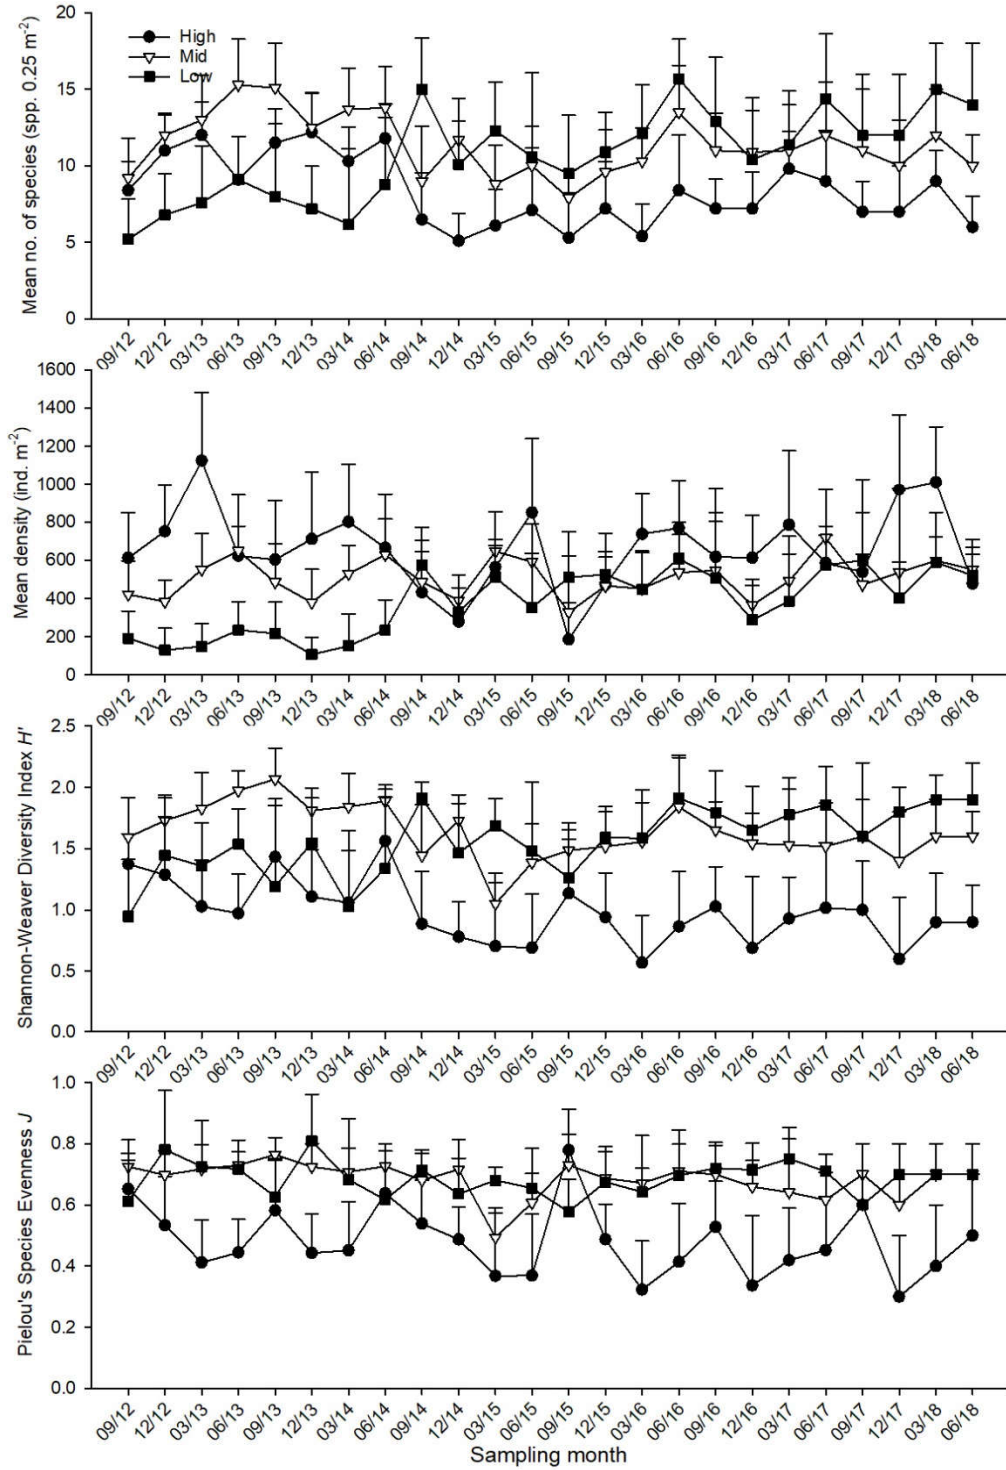 20
15
10
5
0
Mean no. of species (spp. 0.25 m⁻²)
High
Mid
Low
09/12 12/12 03/13 06/13 09/13 12/13 03/14 06/14 09/14 12/14 03/15 06/15 09/15 12/15 03/16 06/16 09/16 12/16 03/17 06/17 09/17 12/17 03/18 06/18
1600
1400
1200
1000
800
600
400
200
0
Mean density (ind. m⁻²)
09/12 12/12 03/13 06/13 09/13 12/13 03/14 06/14 09/14 12/14 03/15 06/15 09/15 12/15 03/16 06/16 09/16 12/16 03/17 06/17 09/17 12/17 03/18 06/18
2.5
2.0
1.5
1.0
0.5
0.0
Shannon-Weaver Diversity Index H'
09/12 12/12 03/13 06/13 09/13 12/13 03/14 06/14 09/14 12/14 03/15 06/15 09/15 12/15 03/16 06/16 09/16 12/16 03/17 06/17 09/17 12/17 03/18 06/18
1.0
0.8
0.6
0.4
0.2
0.0
Pielou's Species Evenness J
09/12 12/12 03/13 06/13 09/13 12/13 03/14 06/14 09/14 12/14 03/15 06/15 09/15 12/15 03/16 06/16 09/16 12/16 03/17 06/17 09/17 12/17 03/18 06/18
Sampling month